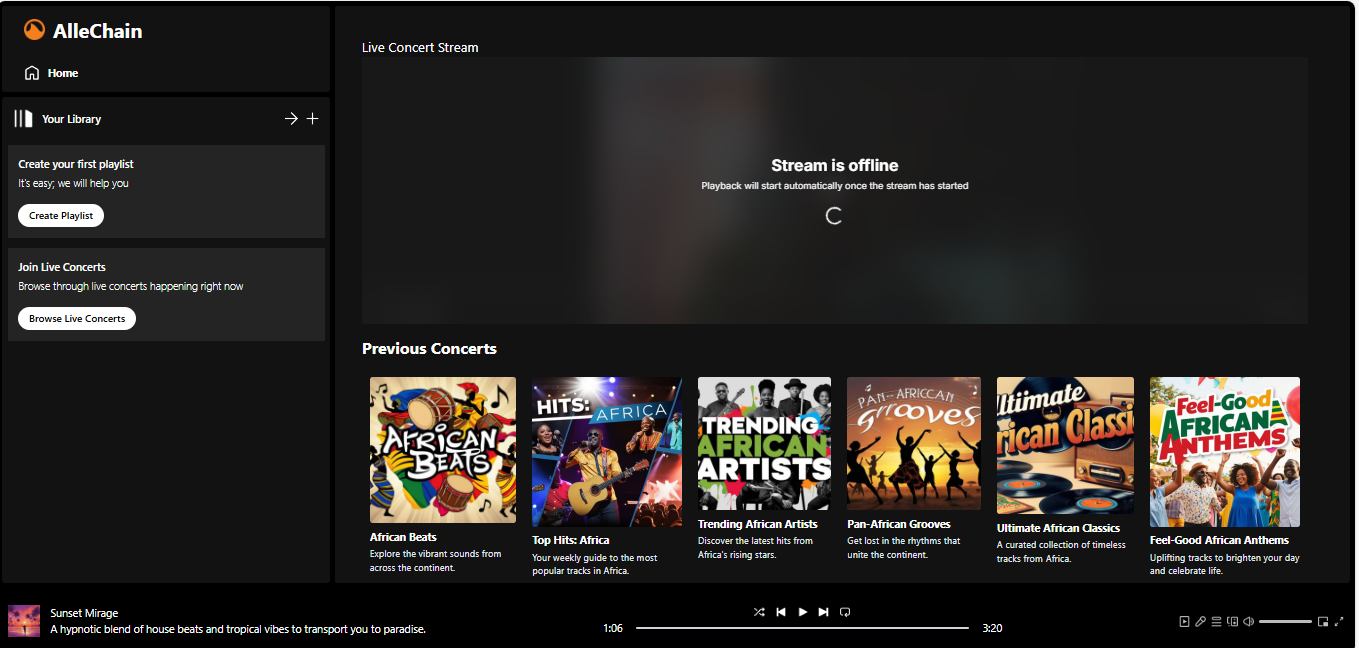 AlleChain
Home
Your Library
Create your first playlist
It's easy; we will help you
Create Playlist
Join Live Concerts
Browse through live concerts happening right now
Browse Live Concerts
Live Concert Stream
Stream is offline
Playback will start automatically once the stream has started
Previous Concerts
AFRICAN
BEATS
African Beats
Explore the vibrant sounds from
across the continent.
HITS:
AFRICA
Top Hits: Africa
Your weekly guide to the most
popular tracks in Africa.
TRENDING
AFRICAN
ARTISTS
Trending African Artists
Discover the latest hits from
Africa's rising stars.
PAN-AFRICCAN
grooves
Pan-African Grooves
Get lost in the rhythms that
unite the continent.
ltimate
rican Classi
Ultimate African Classics
A curated collection of timeless
tracks from Africa.
Feel-Good
AFRICAN
ANTHEMS
Feel-Good African Anthems
Uplifting tracks to brighten your day
and celebrate life.
Sunset Mirage
A hypnotic blend of house beats and tropical vibes to transport you to paradise.
1:06
3:20